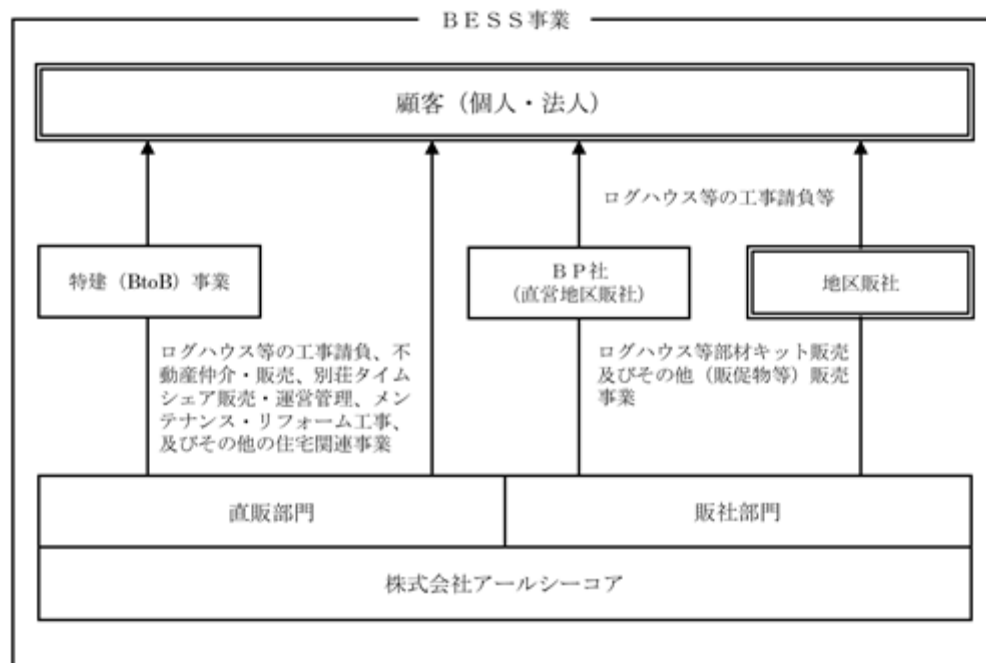 ＢＥＳＳ事業
顧客（個人・法人）
ログハウス等の工事請負等
特建（BtoB）事業
ＢＰ社
（直営地区販社）
地区販社
ログハウス等の工事請負、不
動産仲介・販売、別荘タイム
シェア販売・運営管理、メン
テナンス・リフォーム工事、
及びその他の住宅関連事業
ログハウス等部材キット販売
及びその他（販促物等）販売
事業
直販部門
販社部門
株式会社アールシーコア